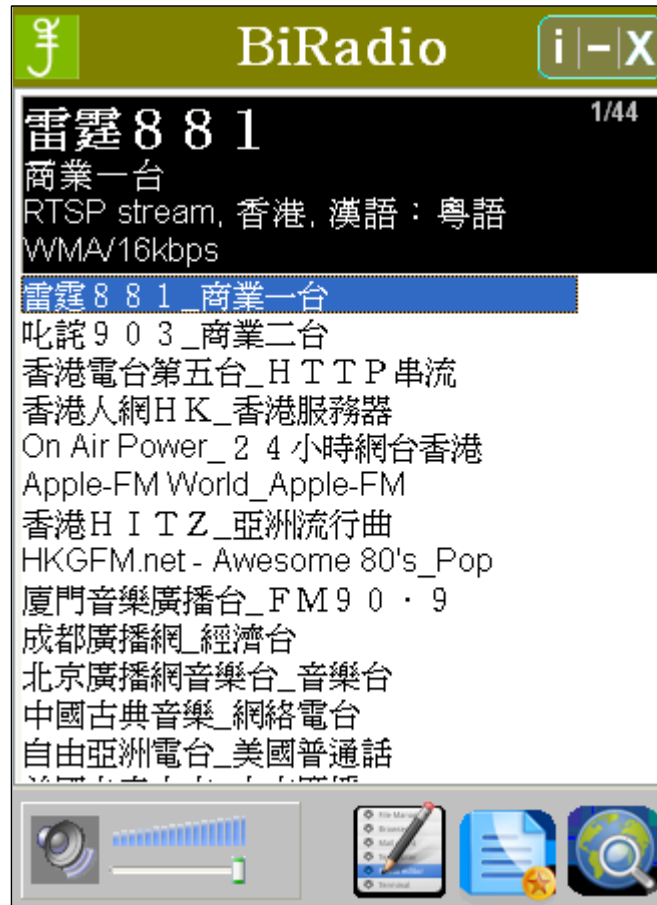 BiRadio
i - X
雷霆８８１
1/44
商業一台
RTSP stream, 香港, 漢語：粵語
WMA/16kbps
雷霆８８１_商業一台
叱詫９０３_商業二台
香港電台第五台_ＨＴＴＰ串流
香港人網ＨＫ_香港服務器
On Air Power_２４小時網台香港
Apple-FM World_Apple-FM
香港ＨＩＴＺ_亞洲流行曲
HKGFM.net - Awesome 80's_Pop
廈門音樂廣播台_ＦＭ９０．９
成都廣播網_經濟台
北京廣播網音樂台_音樂台
中國古典音樂_網絡電台
自由亞洲電台_美國普通話
File Manager
Terminal